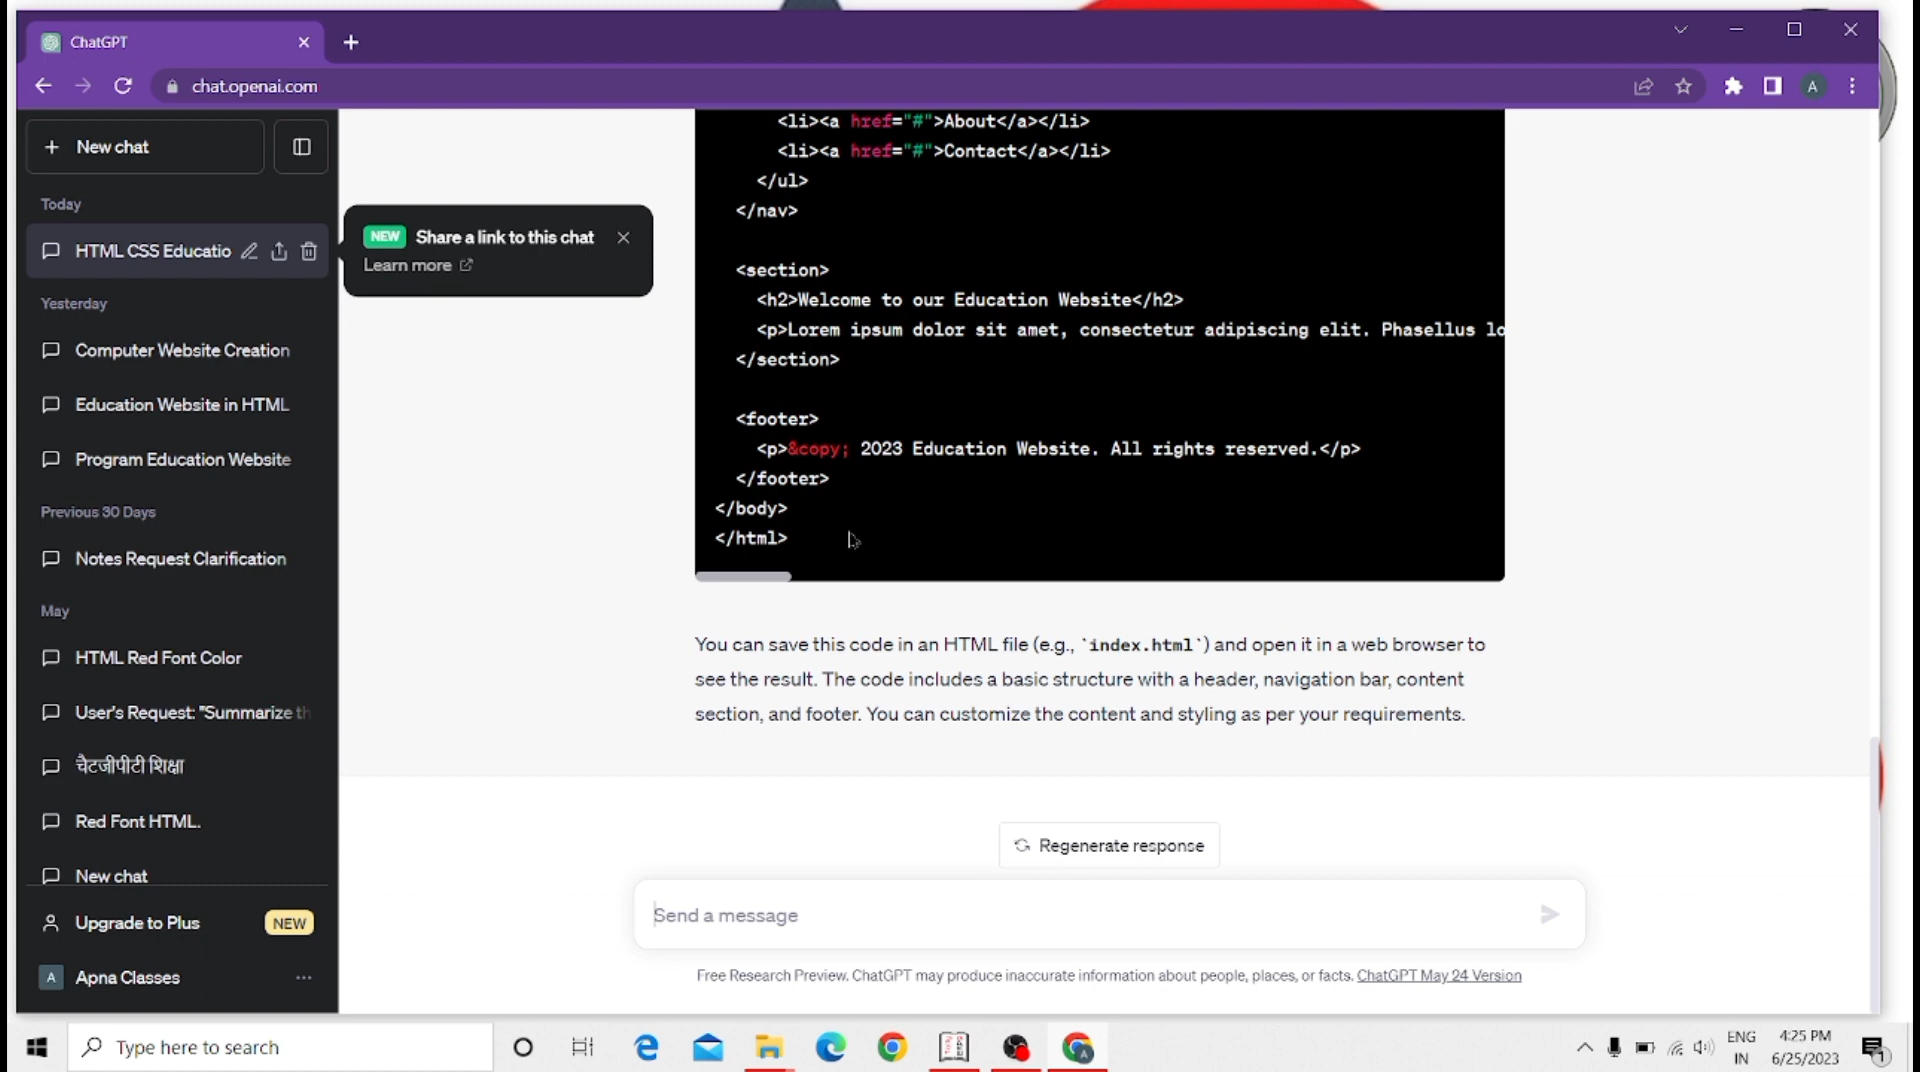 ChatGPT
chat.openai.com
New chat
Today
HTML CSS Educatio
Yesterday
Computer Website Creation
Education Website in HTML
Program Education Website
Previous 30 Days
Notes Request Clarification
May
HTML Red Font Color
User's Request: "Summarize th
चैटजीपीटी शिक्षा
Red Font HTML.
New chat
Upgrade to Plus NEW
A Apna Classes
NEW Share a link to this chat
Learn more
<li><a href="#">About</a></li>
<li><a href="#">Contact</a></li>
</ul>
</nav>
<section>
<h2>Welcome to our Education Website</h2>
<p>Lorem ipsum dolor sit amet, consectetur adipiscing elit. Phasellus lo
</section>
<footer>
<p>&copy; 2023 Education Website. All rights reserved.</p>
</footer>
</body>
</html>
You can save this code in an HTML file (e.g., `index.html`) and open it in a web browser to
see the result. The code includes a basic structure with a header, navigation bar, content
section, and footer. You can customize the content and styling as per your requirements.
Regenerate response
Send a message
Free Research Preview. ChatGPT may produce inaccurate information about people, places, or facts. ChatGPT May 24 Version
Type here to search
ENG
IN
4:25 PM
6/25/2023
1